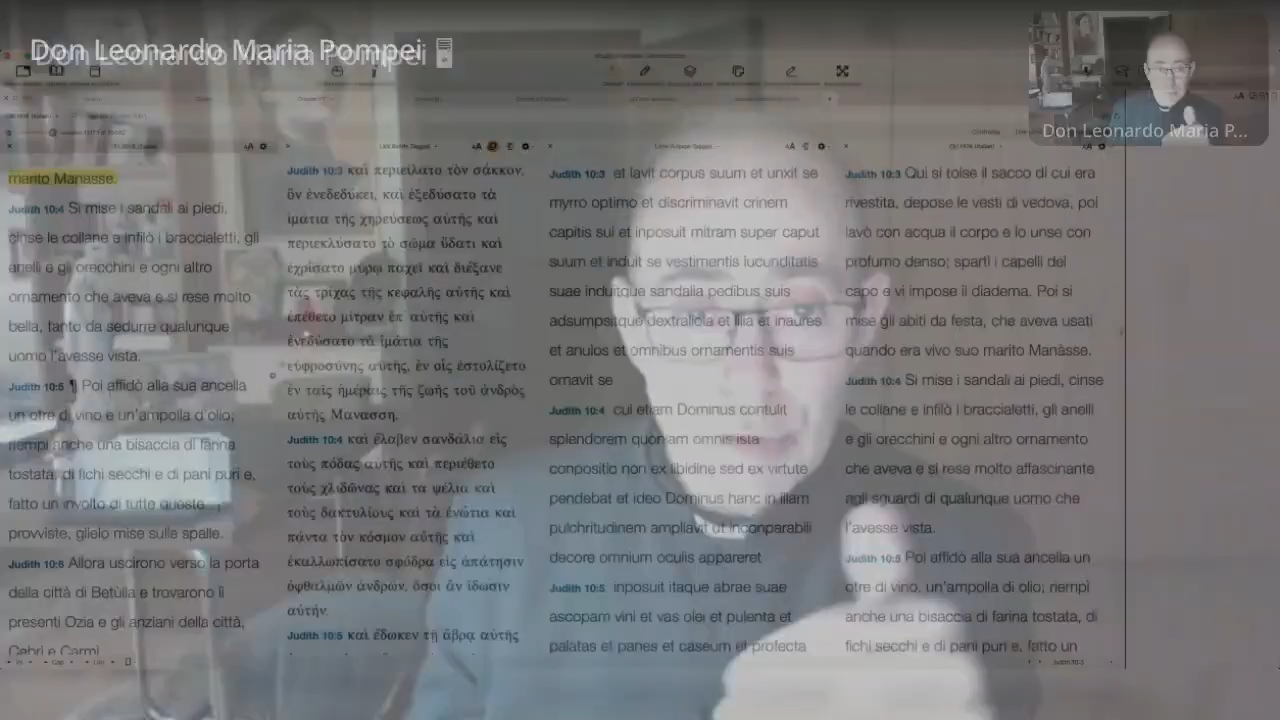 Don Leonardo Maria Pompei
Don Leonardo Maria P...
marito Manasse.
Judith 10:4 Si mise i sandali ai piedi,
cinse le collane e infilò i braccialetti, gli
anelli e gli orecchini e ogni altro
ornamento che aveva e si rese molto
bella, tanto da sedurre qualunque
uomo l'avesse vista.
Judith 10:5 ¶ Poi affidò alla sua ancella
un otre di vino e un'ampolla d'olio;
riempì anche una bisaccia di farina
tostata, di fichi secchi e di pani puri e,
fatto un involto di tutte queste
provviste, glielo mise sulle spalle.
Judith 10:6 Allora uscirono verso la porta
della città di Betùlia e trovarono lì
presenti Ozia e gli anziani della città,
Cabri e Carmì
Judith 10:3 καὶ περιείλατο τὸν σάκκον,
ὃν ἐνεδεδύκει, καὶ ἐξεδύσατο τὰ
ἱμάτια τῆς χηρεύσεως αὐτῆς καὶ
περιεκλύσατο τὸ σῶμα ὕδατι καὶ
ἐχρίσατο μύρῳ παχεῖ καὶ διέξανε
τὰς τρίχας τῆς κεφαλῆς αὐτῆς καὶ
ἐπέθετο μίτραν ἐπ᾽ αὐτῆς καὶ
ἐνεδύσατο τὰ ἱμάτια τῆς
εὐφροσύνης αὐτῆς, ἐν οἷς ἐστολίζετο
ἐν ταῖς ἡμέραις τῆς ζωῆς τοῦ ἀνδρὸς
αὐτῆς Μανασση.
Judith 10:4 καὶ ἔλαβεν σανδάλια εἰς
τοὺς πόδας αὐτῆς καὶ περιέθετο
τοὺς χλιδῶνας καὶ τὰ ψέλια καὶ
τοὺς δακτυλίους καὶ τὰ ἐνώτια καὶ
πάντα τὸν κόσμον αὐτῆς καὶ
ἐκαλλωπίσατο σφόδρα εἰς ἀπάτησιν
ὀφθαλμῶν ἀνδρῶν, ὅσοι ἂν ἴδωσιν
αὐτήν.
Judith 10:5 καὶ ἔδωκεν τῇ ἅβρᾳ αὐτῆς
Judith 10:3 et lavit corpus suum et unxit se
myrro optimo et discriminavit crinem
capitis sui et inposuit mitram super caput
suum et induit se vestimentis iucunditatis
suae induitque sandalia pedibus suis
adsumpsitque dextraliola et lilia et inaures
et anulos et omnibus ornamentis suis
ornavit se
Judith 10:4 cui etiam Dominus contulit
splendorem quoniam omnis ista
conpositio non ex libidine sed ex virtute
pendebat et ideo Dominus hanc in illam
pulchritudinem ampliavit ut inconparabili
decore omnium oculis appareret
Judith 10:5 inposuit itaque abrae suae
ascopam vini et vas olei et pulenta et
palatas et panes et caseum et profecta
Judith 10:3 Qui si tolse il sacco di cui era
rivestita, depose le vesti di vedova, poi
lavò con acqua il corpo e lo unse con
profumo denso; spartì i capelli del
capo e vi impose il diadema. Poi si
mise gli abiti da festa, che aveva usati
quando era vivo suo marito Manàsse.
Judith 10:4 Si mise i sandali ai piedi, cinse
le collane e infilò i braccialetti, gli anelli
e gli orecchini e ogni altro ornamento
che aveva e si rese molto affascinante
agli sguardi di qualunque uomo che
l'avesse vista.
Judith 10:5 Poi affidò alla sua ancella un
otre di vino, un'ampolla di olio; riempì
anche una bisaccia di farina tostata, di
fichi secchi e di pani puri e, fatto un